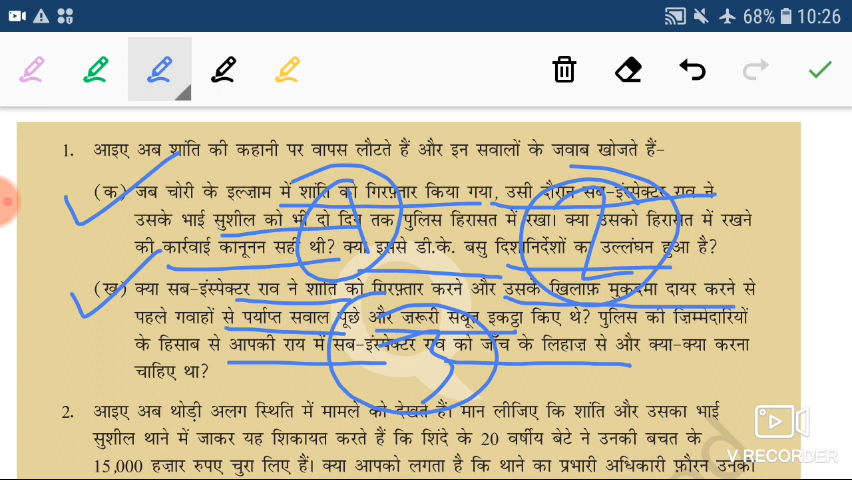 68% 10:26
1. आइए अब शांति की कहानी पर वापस लौटते हैं और इन सवालों के जवाब खोजते हैं-
(क) जब चोरी के इल्ज़ाम में शांति को गिरफ़्तार किया गया, उसी दौरान सब-इंस्पेक्टर राव ने
उसके भाई सुशील को भी दो दिन तक पुलिस हिरासत में रखा। क्या उसको हिरासत में रखने
की कार्रवाई कानूनन सही थी? क्या इससे डी.के. बसु दिशानिर्देशों का उल्लंघन हुआ है?
(ख) क्या सब-इंस्पेक्टर राव ने शांति को गिरफ़्तार करने और उसके खिलाफ़ मुकदमा दायर करने से
पहले गवाहों से पर्याप्त सवाल पूछे और ज़रूरी सबूत इकट्ठा किए थे? पुलिस की ज़िम्मेदारियों
के हिसाब से आपकी राय में सब-इंस्पेक्टर राव को जाँच के लिहाज़ से और क्या-क्या करना
चाहिए था?
2. आइए अब थोड़ी अलग स्थिति में मामले को देखते हैं। मान लीजिए कि शांति और उसका भाई
सुशील थाने में जाकर यह शिकायत करते हैं कि शिंदे के 20 वर्षीय बेटे ने उनकी बचत के
15,000 हज़ार रुपए चुरा लिए हैं। क्या आपको लगता है कि थाने का प्रभारी अधिकारी फ़ौरन उनकी
1
2
3
V RECORDER